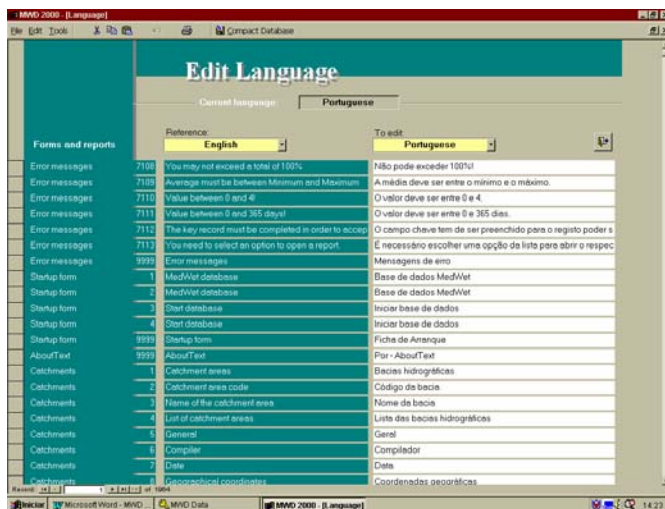 MWD 2000 - [Language]
File Edit Tools Compact Database
Edit Language
Current language: Portuguese
Reference: To edit
Forms and reports English Portuguese
Error messages 7108 You may not exceed a total of 100% Não pode exceder 100%!
Error messages 7109 Average must be between Minimum and Maximum A média deve ser entre o mínimo e o máximo.
Error messages 7110 Value between 0 and 4! O valor deve ser entre 0 e 4.
Error messages 7111 Value between 0 and 365 days! O valor deve ser entre 0 e 365 dias.
Error messages 7112 The key record must be completed in order to accep O campo chave tem de ser preenchido para o registo poder s
Error messages 7113 You need to select an option to open a report. É necessário escolher uma opção da lista para abrir o respec
Error messages 9999 Error messages Mensagens de erro
Startup form 1 MedWet database Base de dados MedWet
Startup form 2 MedWet database Base de dados MedWet
Startup form 3 Start database Iniciar base de dados
Startup form 4 Start database Iniciar base de dados
Startup form 9999 Startup form Ficha de Arranque
AboutText 9999 AboutText Por - AboutText
Catchments 1 Catchment areas Bacias hidrográficas
Catchments 2 Catchment area code Código da bacia
Catchments 3 Name of the catchment area Nome da bacia
Catchments 4 List of catchment areas Lista das bacias hidrográficas
Catchments 5 General Geral
Catchments 6 Compiler Compilador
Catchments 7 Date Data
Catchments 8 Geographical coordinates Coordenadas geográficas
Record: 1 of 1964
Iniciar Microsoft Word - MWD ... MWD Data MWD 2000 - [Language] 14:23